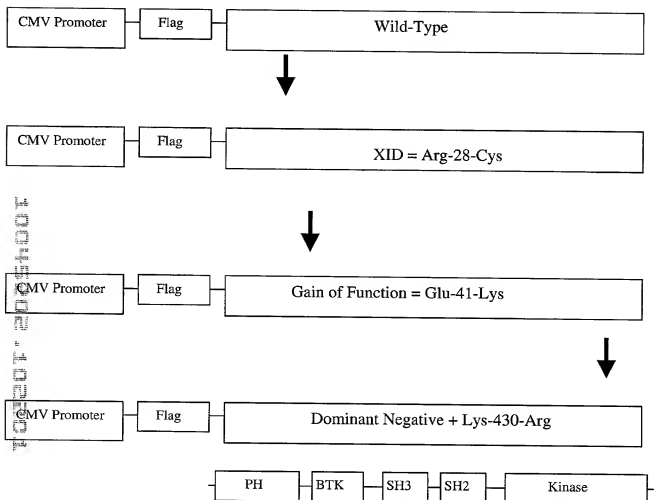 CMV Promoter Flag Wild-Type
CMV Promoter Flag XID = Arg-28-Cys
CMV Promoter Flag Gain of Function = Glu-41-Lys
CMV Promoter Flag Dominant Negative + Lys-430-Arg
PH BTK SH3 SH2 Kinase